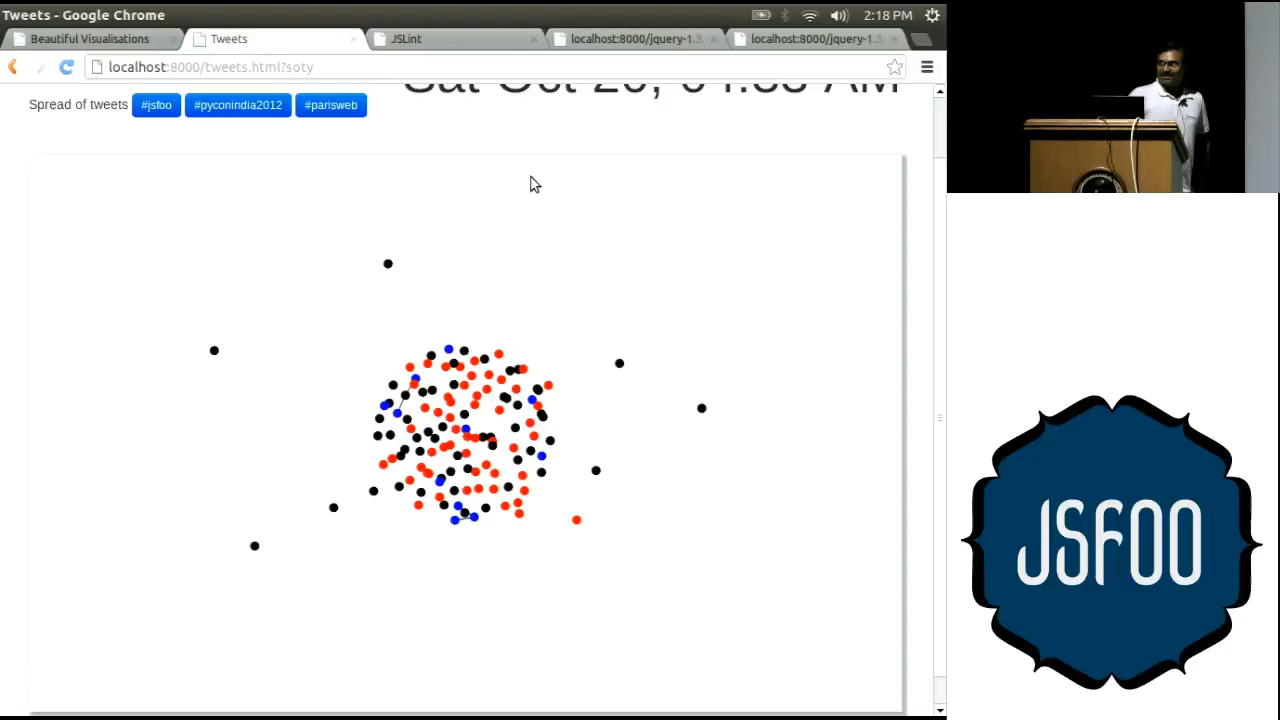 Tweets - Google Chrome
2:18 PM
Beautiful Visualisations
Tweets
JSLint
localhost:8000/jquery-1.3.
localhost:8000/jquery-1.3.
localhost:8000/tweets.html?soty
Spread of tweets #jsfoo #pyconindia2012 #parisweb
JSFOO